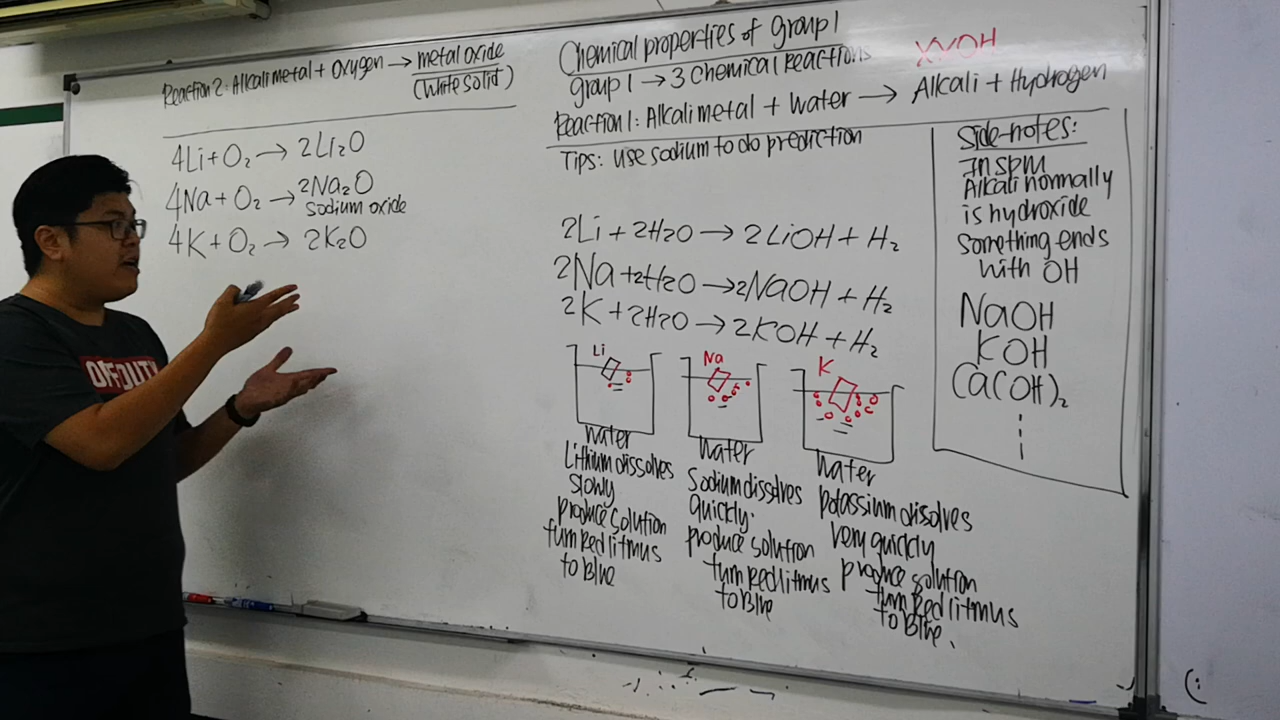 Reaction 2: Alkali metal + Oxygen → metal oxide
(White solid)
4Li + O₂ → 2Li₂O
4Na + O₂ → 2Na₂O
sodium oxide
4K + O₂ → 2K₂O
Chemical properties of Group 1
group 1 → 3 Chemical Reactions
XYOH
Reaction 1: Alkali metal + Water → Alkali + Hydrogen
Tips: use sodium to do prediction
2Li + 2H2O → 2LiOH + H₂
2Na + 2H2O → 2NaOH + H₂
2K + 2H2O → 2KOH + H₂
Li
Water
Lithium dissolves
slowy
produce solution
turn Red litmus
to Blue
Na
Water
Sodium dissolves
Quickly.
produce solution
turn Red litmus
to Blue
K
Water
potassium disolves
very quickly
produce solution
turn Red litmus
to Blue.
Side-notes:
In spm
Alkali normally
is hydroxide
something ends
with OH
NaOH
KOH
Ca(OH)₂
OFF DUTY